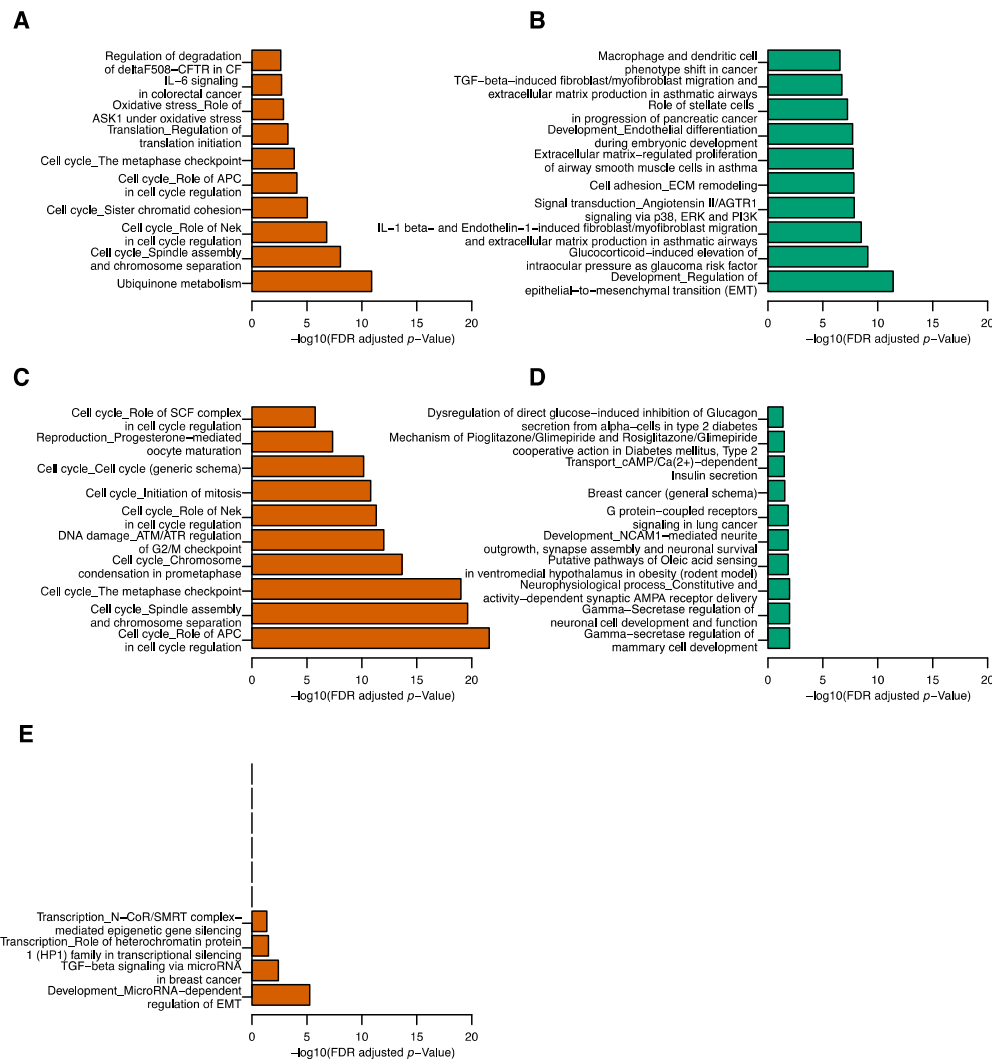 A
Regulation of degradation
of deltaF508−CFTR in CF
IL−6 signaling
in colorectal cancer
Oxidative stress_Role of
ASK1 under oxidative stress
Translation_Regulation of
translation initiation
Cell cycle_The metaphase checkpoint
Cell cycle_Role of APC
in cell cycle regulation
Cell cycle_Sister chromatid cohesion
Cell cycle_Role of Nek
in cell cycle regulation
Cell cycle_Spindle assembly
and chromosome separation
Ubiquinone metabolism
0 5 10 15 20
−log10(FDR adjusted p−Value)
B
Macrophage and dendritic cell
phenotype shift in cancer
TGF−beta−induced fibroblast/myofibroblast migration and
extracellular matrix production in asthmatic airways
Role of stellate cells
in progression of pancreatic cancer
Development_Endothelial differentiation
during embryonic development
Extracellular matrix−regulated proliferation
of airway smooth muscle cells in asthma
Cell adhesion_ECM remodeling
Signal transduction_Angiotensin II/AGTR1
signaling via p38, ERK and PI3K
IL−1 beta− and Endothelin−1−induced fibroblast/myofibroblast migration
and extracellular matrix production in asthmatic airways
Glucocorticoid−induced elevation of
intraocular pressure as glaucoma risk factor
Development_Regulation of
epithelial−to−mesenchymal transition (EMT)
0 5 10 15 20
−log10(FDR adjusted p−Value)
C
Cell cycle_Role of SCF complex
in cell cycle regulation
Reproduction_Progesterone−mediated
oocyte maturation
Cell cycle_Cell cycle (generic schema)
Cell cycle_Initiation of mitosis
Cell cycle_Role of Nek
in cell cycle regulation
DNA damage_ATM/ATR regulation
of G2/M checkpoint
Cell cycle_Chromosome
condensation in prometaphase
Cell cycle_The metaphase checkpoint
Cell cycle_Spindle assembly
and chromosome separation
Cell cycle_Role of APC
in cell cycle regulation
0 5 10 15 20
−log10(FDR adjusted p−Value)
D
Dysregulation of direct glucose−induced inhibition of Glucagon
secretion from alpha−cells in type 2 diabetes
Mechanism of Pioglitazone/Glimepiride and Rosiglitazone/Glimepiride
cooperative action in Diabetes mellitus, Type 2
Transport_cAMP/Ca(2+)−dependent
Insulin secretion
Breast cancer (general schema)
G protein−coupled receptors
signaling in lung cancer
Development_NCAM1−mediated neurite
outgrowth, synapse assembly and neuronal survival
Putative pathways of Oleic acid sensing
in ventromedial hypothalamus in obesity (rodent model)
Neurophysiological process_Constitutive and
activity−dependent synaptic AMPA receptor delivery
Gamma−Secretase regulation of
neuronal cell development and function
Gamma−secretase regulation of
mammary cell development
0 5 10 15 20
−log10(FDR adjusted p−Value)
E
Transcription_N−CoR/SMRT complex−
mediated epigenetic gene silencing
Transcription_Role of heterochromatin protein
1 (HP1) family in transcriptional silencing
TGF−beta signaling via microRNA
in breast cancer
Development_MicroRNA−dependent
regulation of EMT
0 5 10 15 20
−log10(FDR adjusted p−Value)